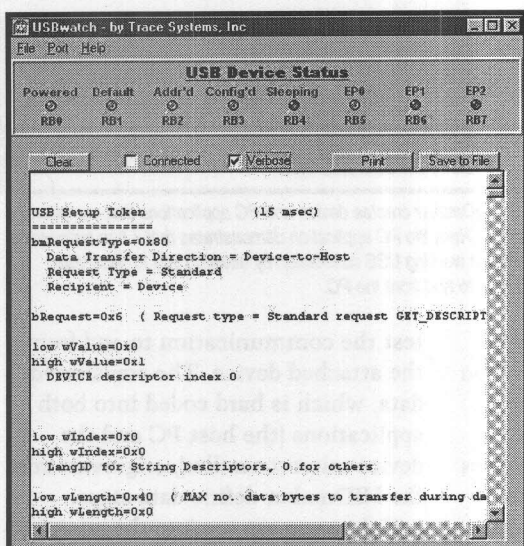 USBwatch - by Trace Systems, Inc
File Port Help
USB Device Status
Powered Default Addr'd Config'd Sleeping EP0 EP1 EP2
RB0 RB1 RB2 RB3 RB4 RB5 RB6 RB7
Clear Connected Verbose Print Save to File
USB Setup Token (15 msec)
====================
bmRequestType=0x80
Data Transfer Direction = Device-to-Host
Request Type = Standard
Recipient = Device
bRequest=0x6 ( Request type = Standard request GET_DESCRIPT
low wValue=0x0
high wValue=0x1
DEVICE descriptor index 0
low wIndex=0x0
high wIndex=0x0
LangID for String Descriptors, 0 for others
low wLength=0x40 ( MAX no. data bytes to transfer during da
high wLength=0x0